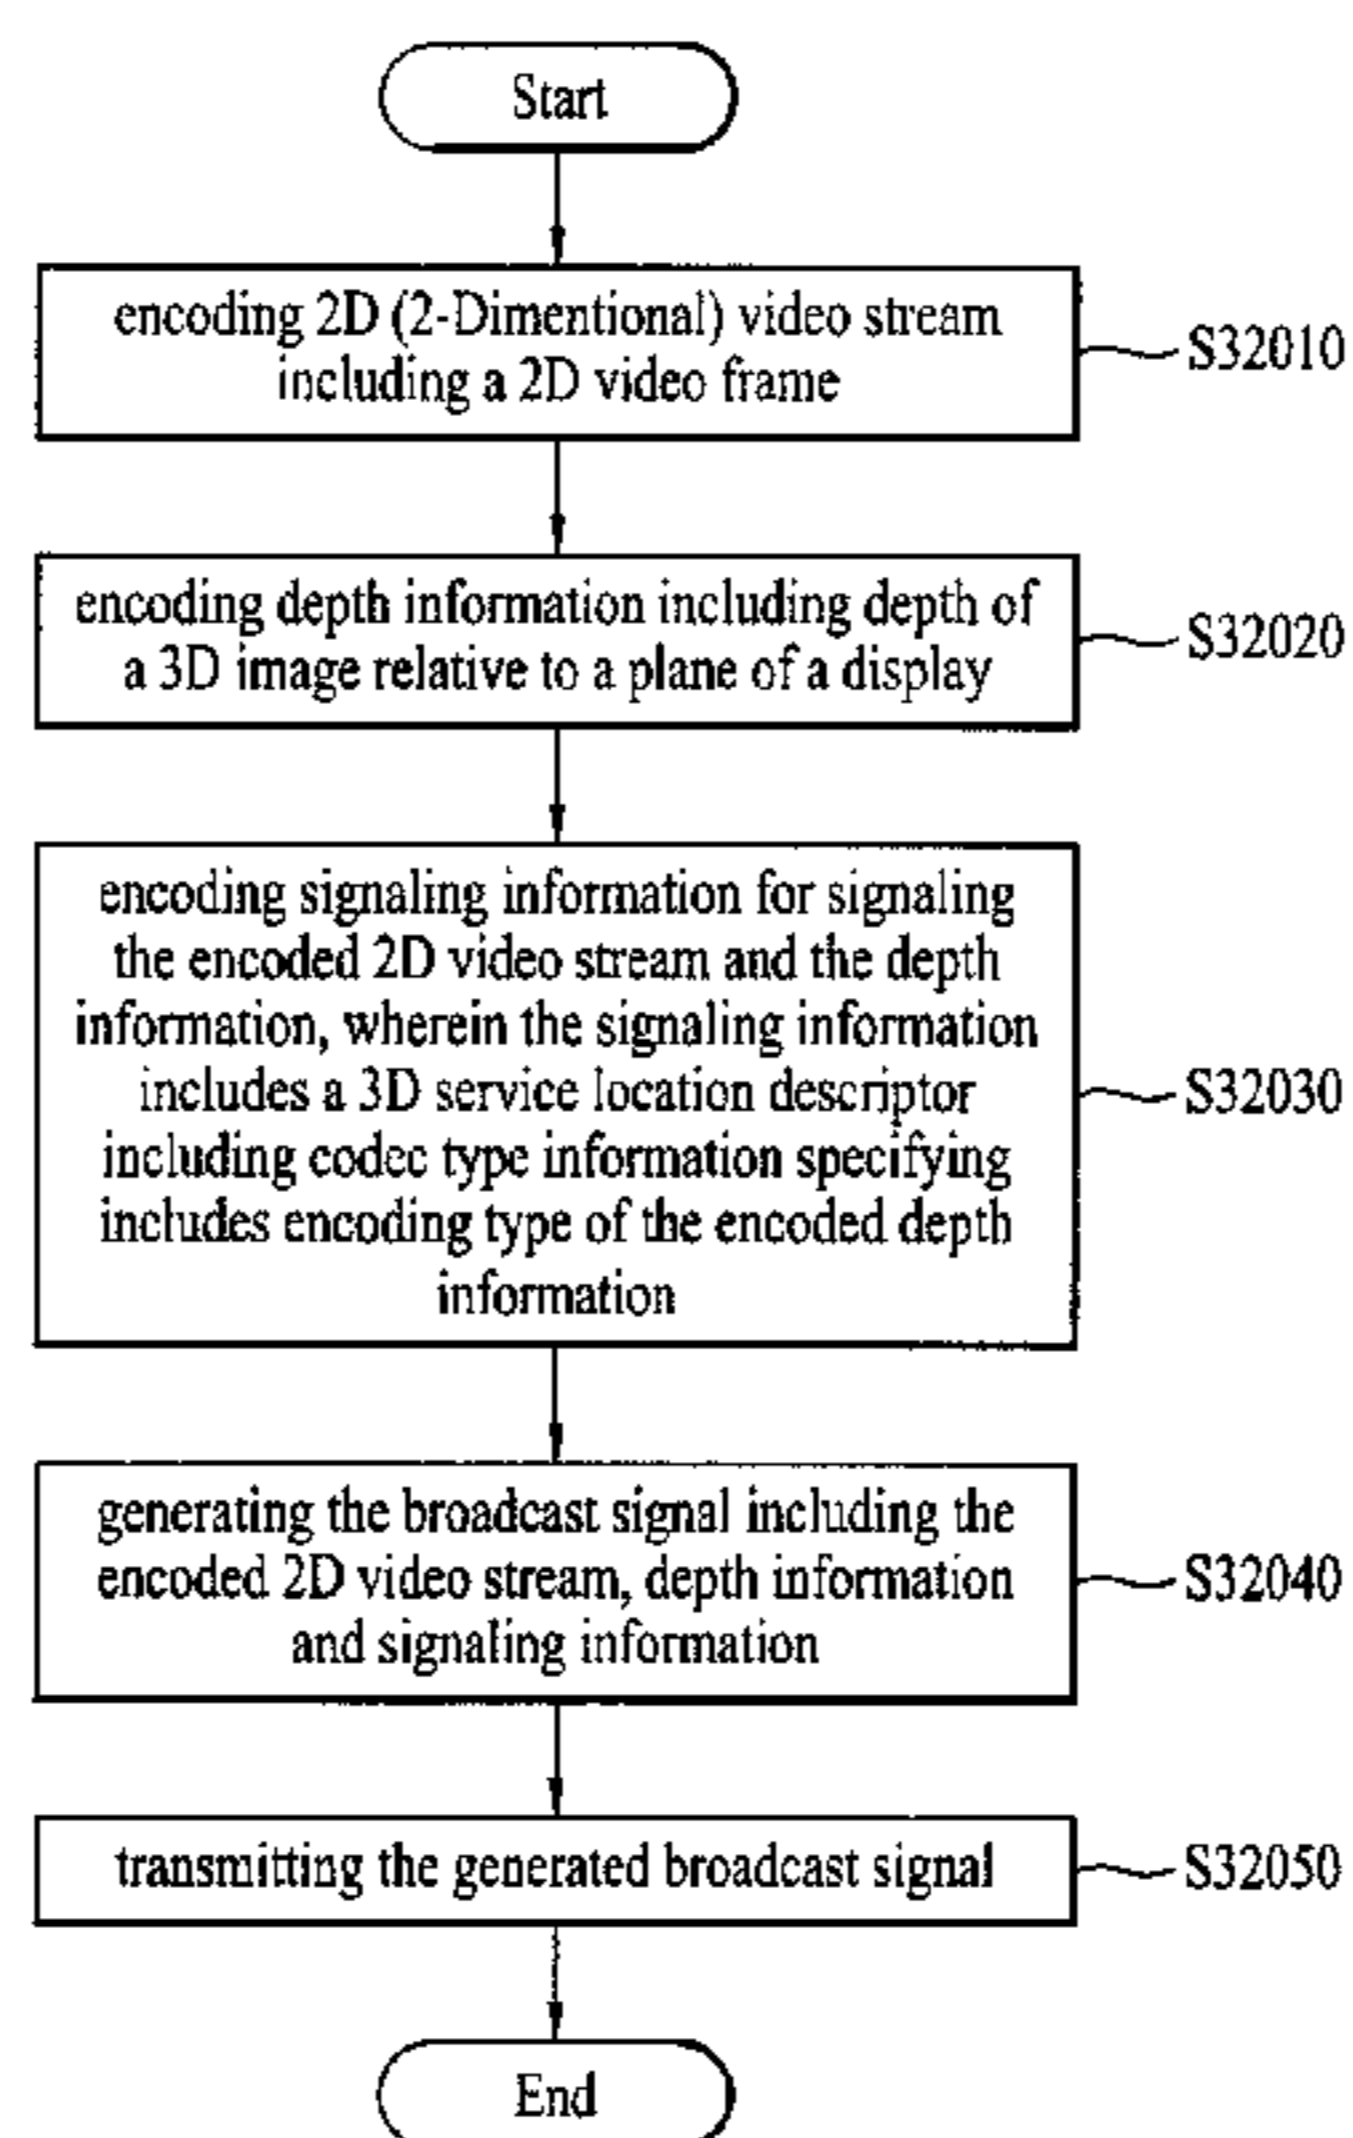 Start
encoding 2D (2-Dimentional) video stream
including a 2D video frame
S32010
encoding depth information including depth of
a 3D image relative to a plane of a display
S32020
encoding signaling information for signaling
the encoded 2D video stream and the depth
information, wherein the signaling information
includes a 3D service location descriptor
including codec type information specifying
includes encoding type of the encoded depth
information
S32030
generating the broadcast signal including the
encoded 2D video stream, depth information
and signaling information
S32040
transmitting the generated broadcast signal
S32050
End